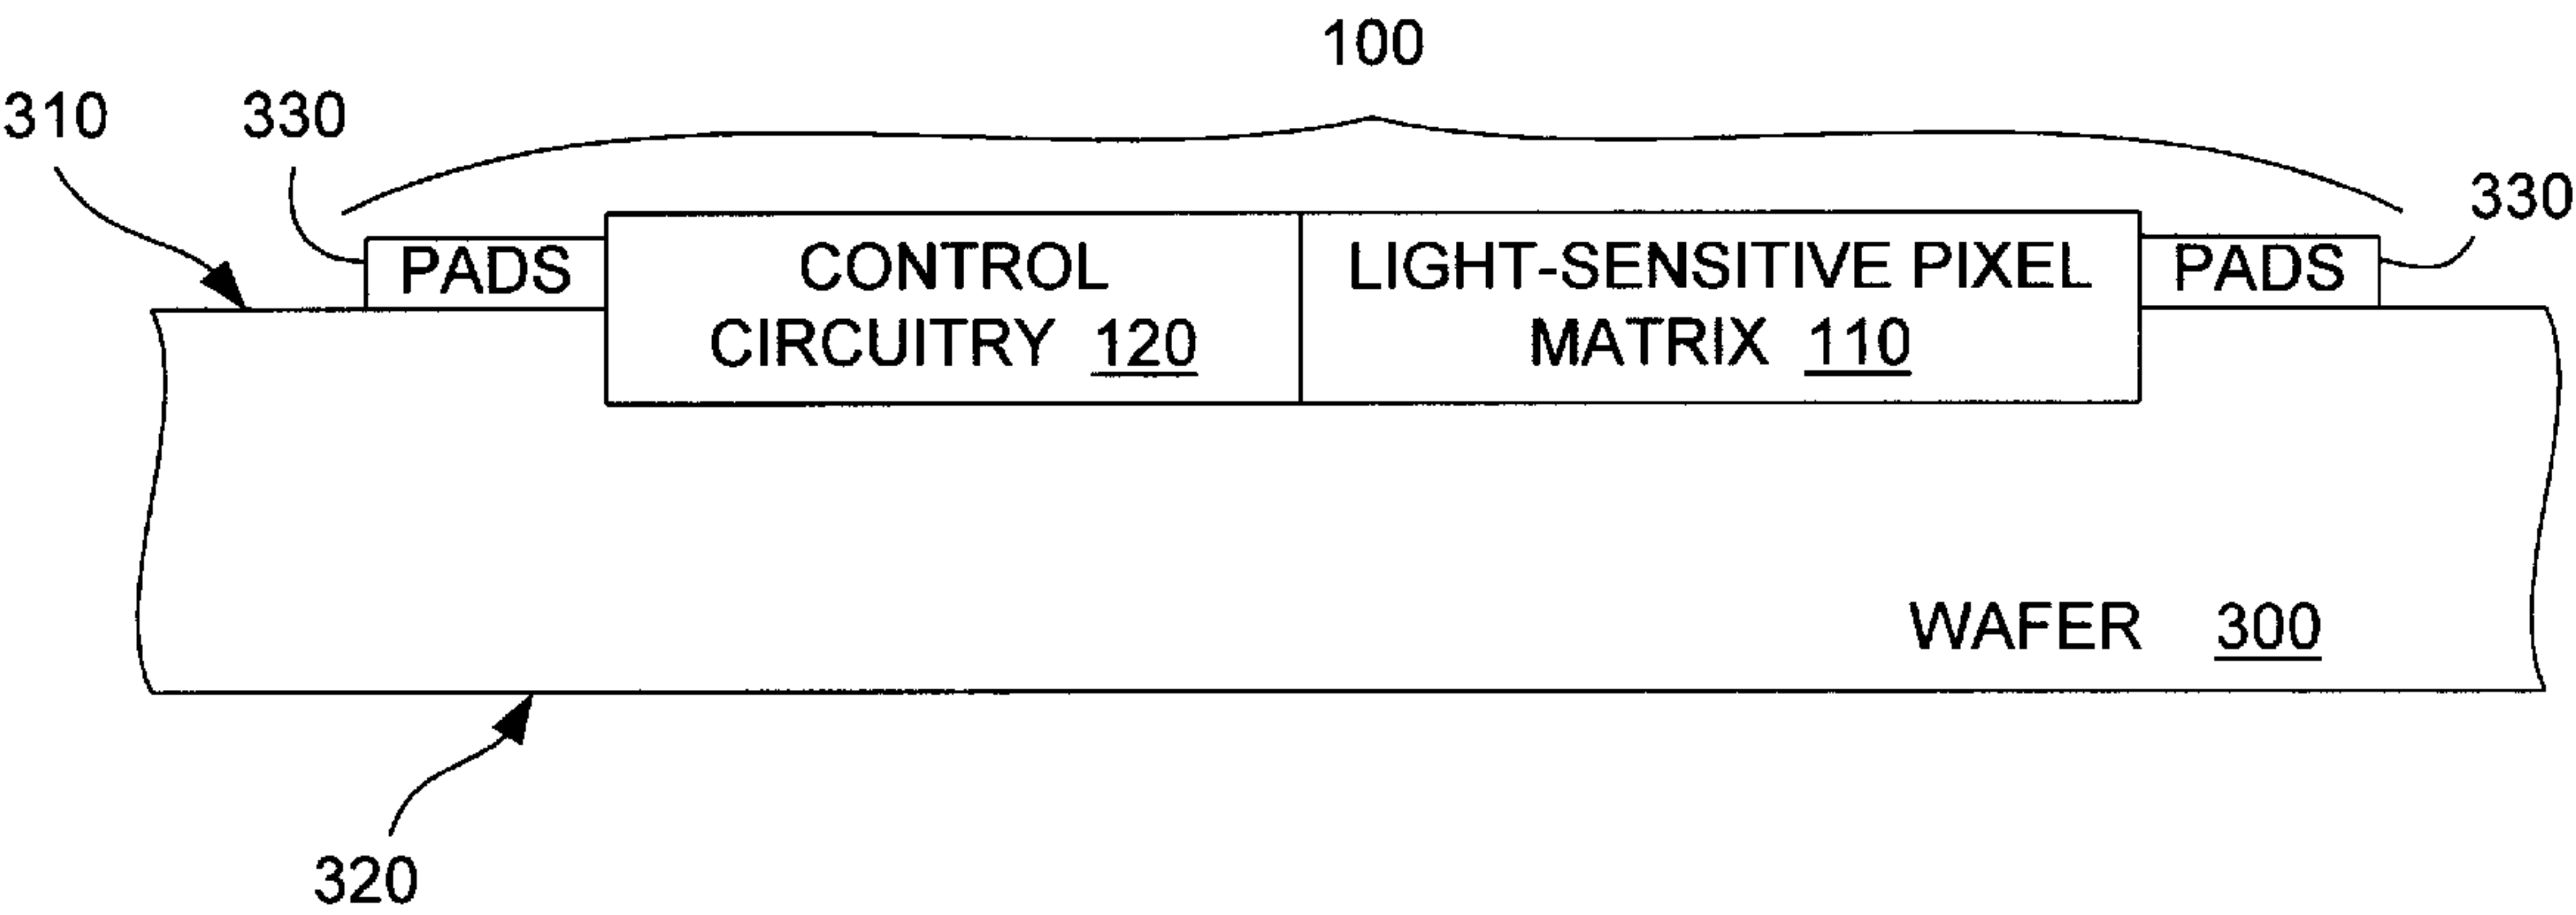 100
310
330
330
PADS
CONTROL
CIRCUITRY 120
LIGHT-SENSITIVE PIXEL
MATRIX 110
PADS
WAFER 300
320